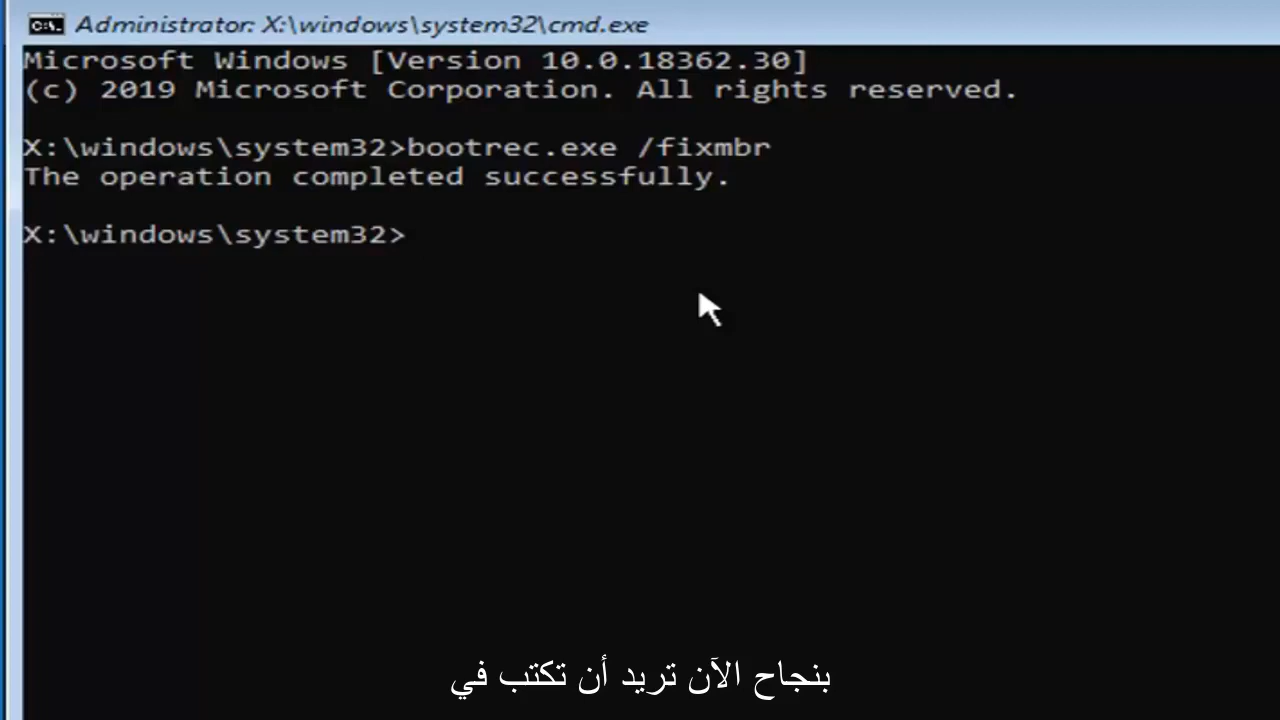 Administrator: X:\windows\system32\cmd.exe
Microsoft Windows [Version 10.0.18362.30]
(c) 2019 Microsoft Corporation. All rights reserved.
X:\windows\system32>bootrec.exe /fixmbr
The operation completed successfully.
X:\windows\system32>
بنجاح الآن تريد أن تكتب في